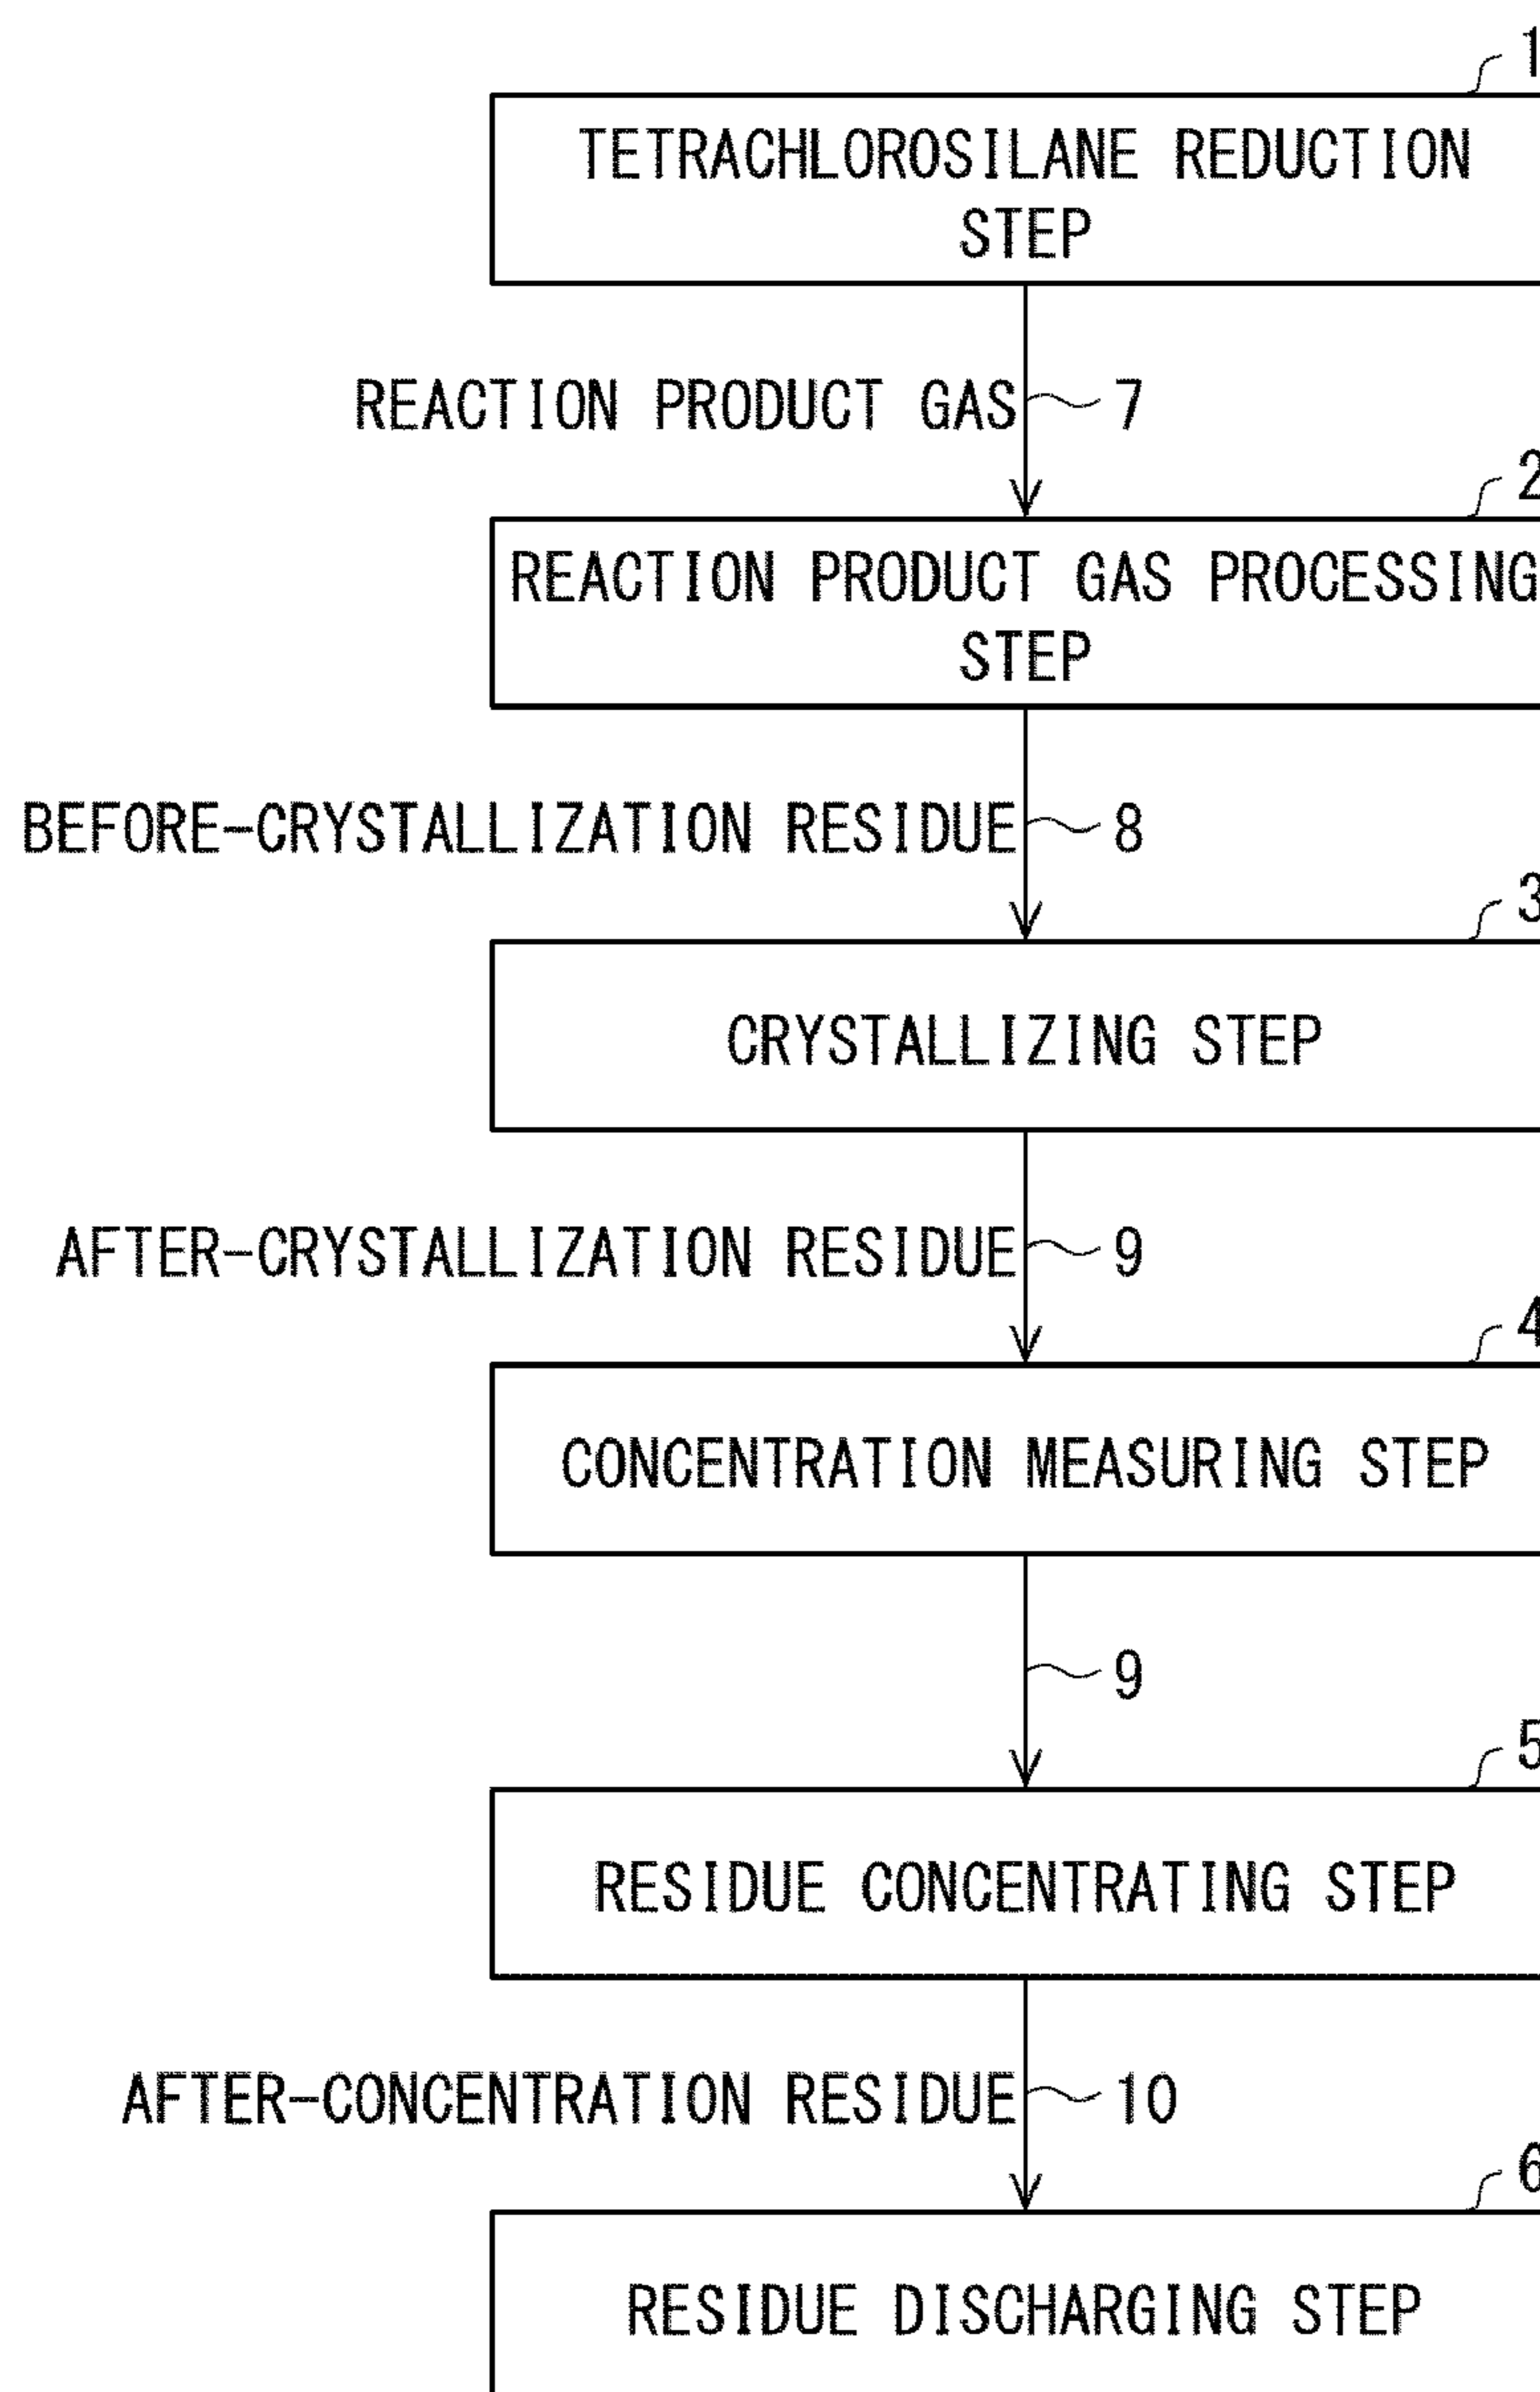 1
TETRACHLOROSILANE REDUCTION
STEP
REACTION PRODUCT GAS 7
2
REACTION PRODUCT GAS PROCESSING
STEP
BEFORE-CRYSTALLIZATION RESIDUE 8
3
CRYSTALLIZING STEP
AFTER-CRYSTALLIZATION RESIDUE 9
4
CONCENTRATION MEASURING STEP
9
5
RESIDUE CONCENTRATING STEP
AFTER-CONCENTRATION RESIDUE 10
6
RESIDUE DISCHARGING STEP